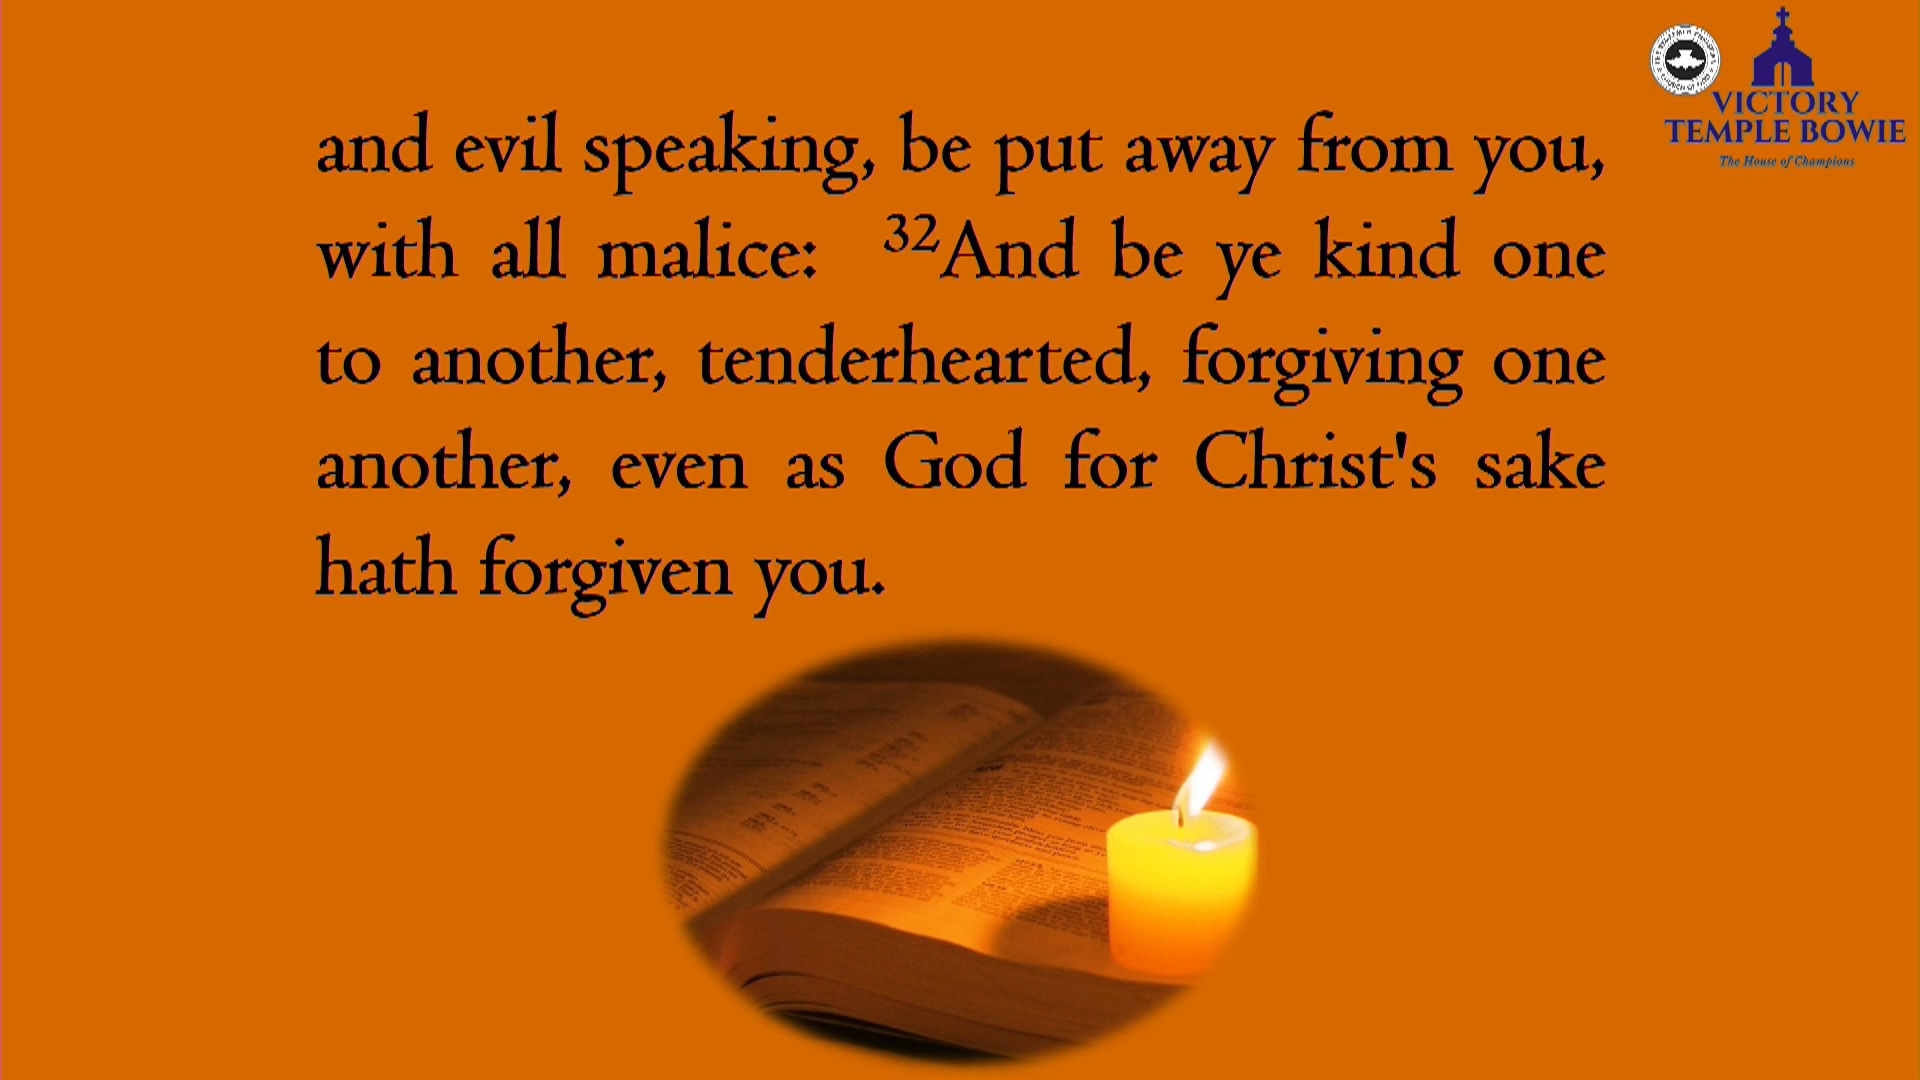 and evil speaking, be put away from you,
with all malice: ³²And be ye kind one
to another, tenderhearted, forgiving one
another, even as God for Christ's sake
hath forgiven you.
VICTORY
TEMPLE BOWIE
The House of Champions